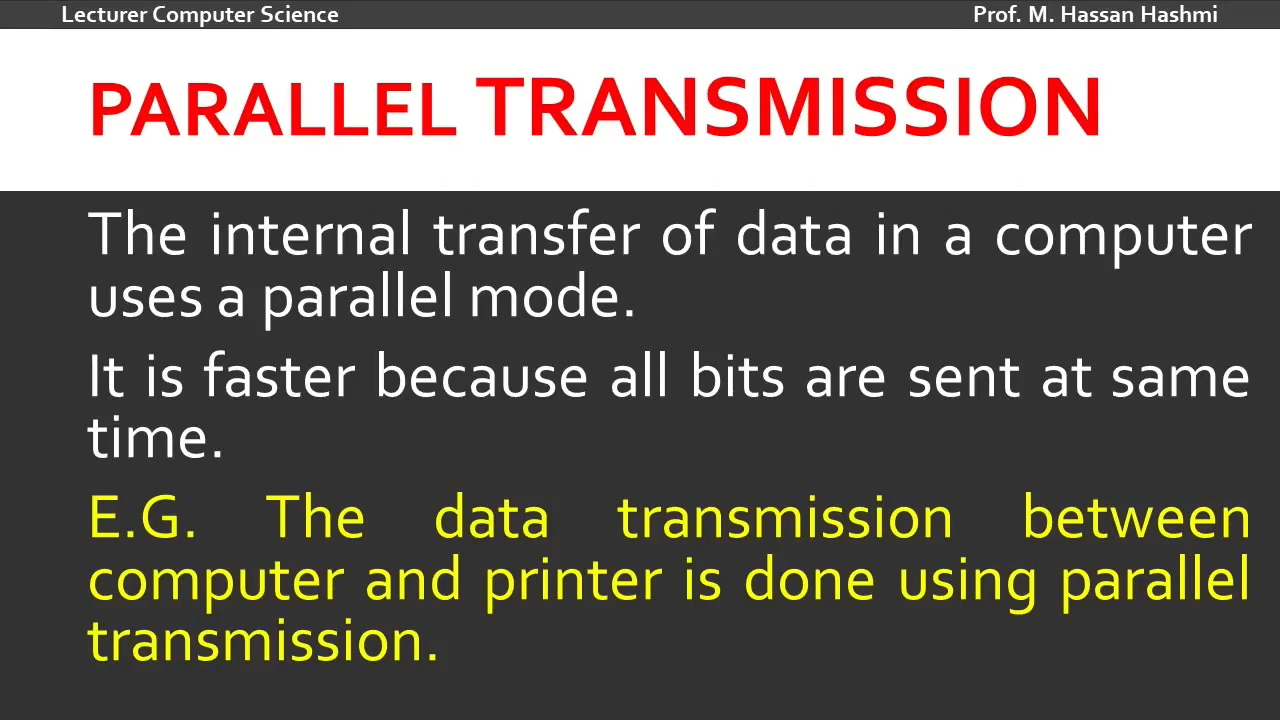 Lecturer Computer Science
Prof. M. Hassan Hashmi
PARALLEL TRANSMISSION
The internal transfer of data in a computer
uses a parallel mode.
It is faster because all bits are sent at same
time.
E.G. The data transmission between
computer and printer is done using parallel
transmission.